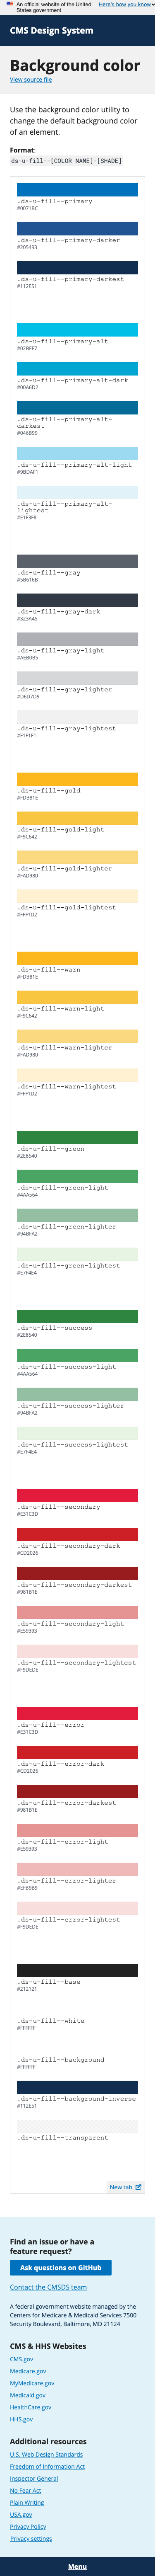 An official website of the United States government
Here's how you know
CMS Design System
Background color
View source file
Use the background color utility
to change the default background color
of an element.
Format:
ds-u-fill--[COLOR NAME]-[SHADE]
.ds-u-fill--primary
#0071BC
.ds-u-fill--primary-darker
#205493
.ds-u-fill--primary-darkest
#112E51
.ds-u-fill--primary-alt
#02BFE7
.ds-u-fill--primary-alt-dark
#00A6D2
.ds-u-fill--primary-alt-
darkest
#046B99
.ds-u-fill--primary-alt-light
#9BDAF1
.ds-u-fill--primary-alt-
lightest
#E1F3F8
.ds-u-fill--gray
#5B616B
.ds-u-fill--gray-dark
#323A45
.ds-u-fill--gray-light
#AEB0B5
.ds-u-fill--gray-lighter
#D6D7D9
.ds-u-fill--gray-lightest
#F1F1F1
.ds-u-fill--gold
#FDB81E
.ds-u-fill--gold-light
#F9C642
.ds-u-fill--gold-lighter
#FAD980
.ds-u-fill--gold-lightest
#FFF1D2
.ds-u-fill--warn
#FDB81E
.ds-u-fill--warn-light
#F9C642
.ds-u-fill--warn-lighter
#FAD980
.ds-u-fill--warn-lightest
#FFF1D2
.ds-u-fill--green
#2E8540
.ds-u-fill--green-light
#4AA564
.ds-u-fill--green-lighter
#94BFA2
.ds-u-fill--green-lightest
#E7F4E4
.ds-u-fill--success
#2E8540
.ds-u-fill--success-light
#4AA564
.ds-u-fill--success-lighter
#94BFA2
.ds-u-fill--success-lightest
#E7F4E4
.ds-u-fill--secondary
#E31C3D
.ds-u-fill--secondary-dark
#CD2026
.ds-u-fill--secondary-darkest
#981B1E
.ds-u-fill--secondary-light
#E59393
.ds-u-fill--secondary-lightest
#F9DEDE
.ds-u-fill--error
#E31C3D
.ds-u-fill--error-dark
#CD2026
.ds-u-fill--error-darkest
#981B1E
.ds-u-fill--error-light
#E59393
.ds-u-fill--error-lighter
#EFB9B9
.ds-u-fill--error-lightest
#F9DEDE
.ds-u-fill--base
#212121
.ds-u-fill--white
#FFFFFF
.ds-u-fill--background
#FFFFFF
.ds-u-fill--background-inverse
#112E51
.ds-u-fill--transparent
New tab
Find an issue or have a
feature request?
Ask questions on GitHub
Contact the CMSDS team
A federal government website managed by the
Centers for Medicare & Medicaid Services 7500
Security Boulevard, Baltimore, MD 21124
CMS & HHS Websites
CMS.gov
Medicare.gov
MyMedicare.gov
Medicaid.gov
HealthCare.gov
HHS.gov
Additional resources
U.S. Web Design Standards
Freedom of Information Act
Inspector General
No Fear Act
Plain Writing
USA.gov
Privacy Policy
Privacy settings
Menu